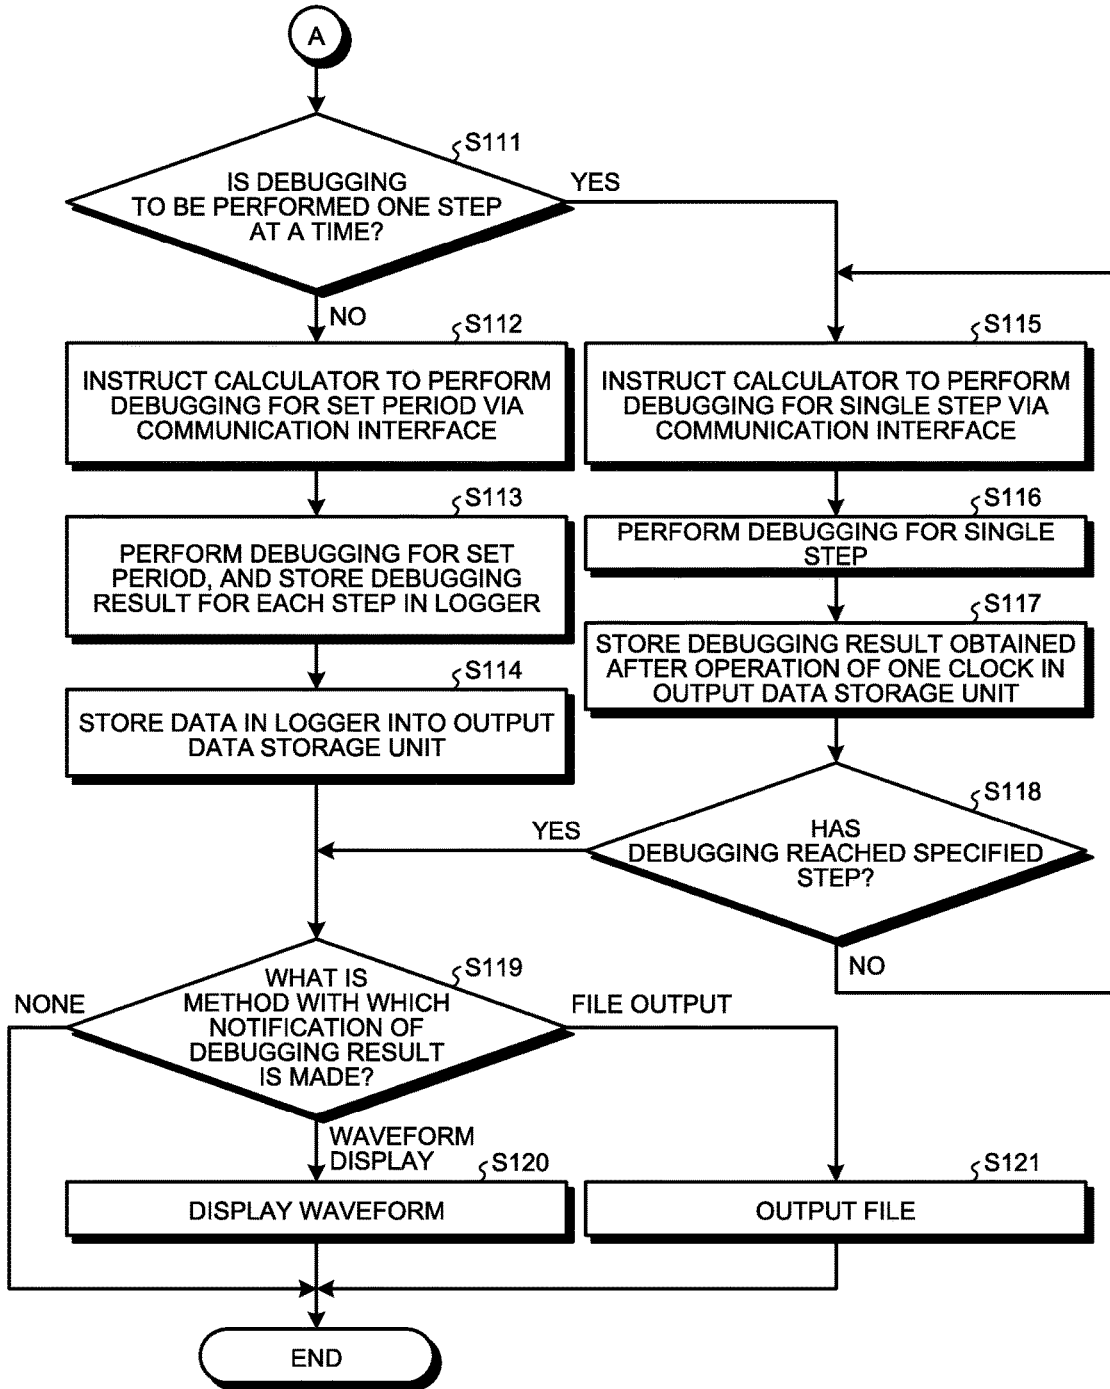 A
S111
IS DEBUGGING
TO BE PERFORMED ONE STEP
AT A TIME?
YES
NO
S112
INSTRUCT CALCULATOR TO PERFORM
DEBUGGING FOR SET PERIOD VIA
COMMUNICATION INTERFACE
S113
PERFORM DEBUGGING FOR SET
PERIOD, AND STORE DEBUGGING
RESULT FOR EACH STEP IN LOGGER
S114
STORE DATA IN LOGGER INTO OUTPUT
DATA STORAGE UNIT
S115
INSTRUCT CALCULATOR TO PERFORM
DEBUGGING FOR SINGLE STEP VIA
COMMUNICATION INTERFACE
S116
PERFORM DEBUGGING FOR SINGLE
STEP
S117
STORE DEBUGGING RESULT OBTAINED
AFTER OPERATION OF ONE CLOCK IN
OUTPUT DATA STORAGE UNIT
S118
HAS
DEBUGGING REACHED SPECIFIED
STEP?
YES
NO
S119
WHAT IS
METHOD WITH WHICH
NOTIFICATION OF
DEBUGGING RESULT
IS MADE?
NONE
FILE OUTPUT
WAVEFORM
DISPLAY
S120
DISPLAY WAVEFORM
S121
OUTPUT FILE
END